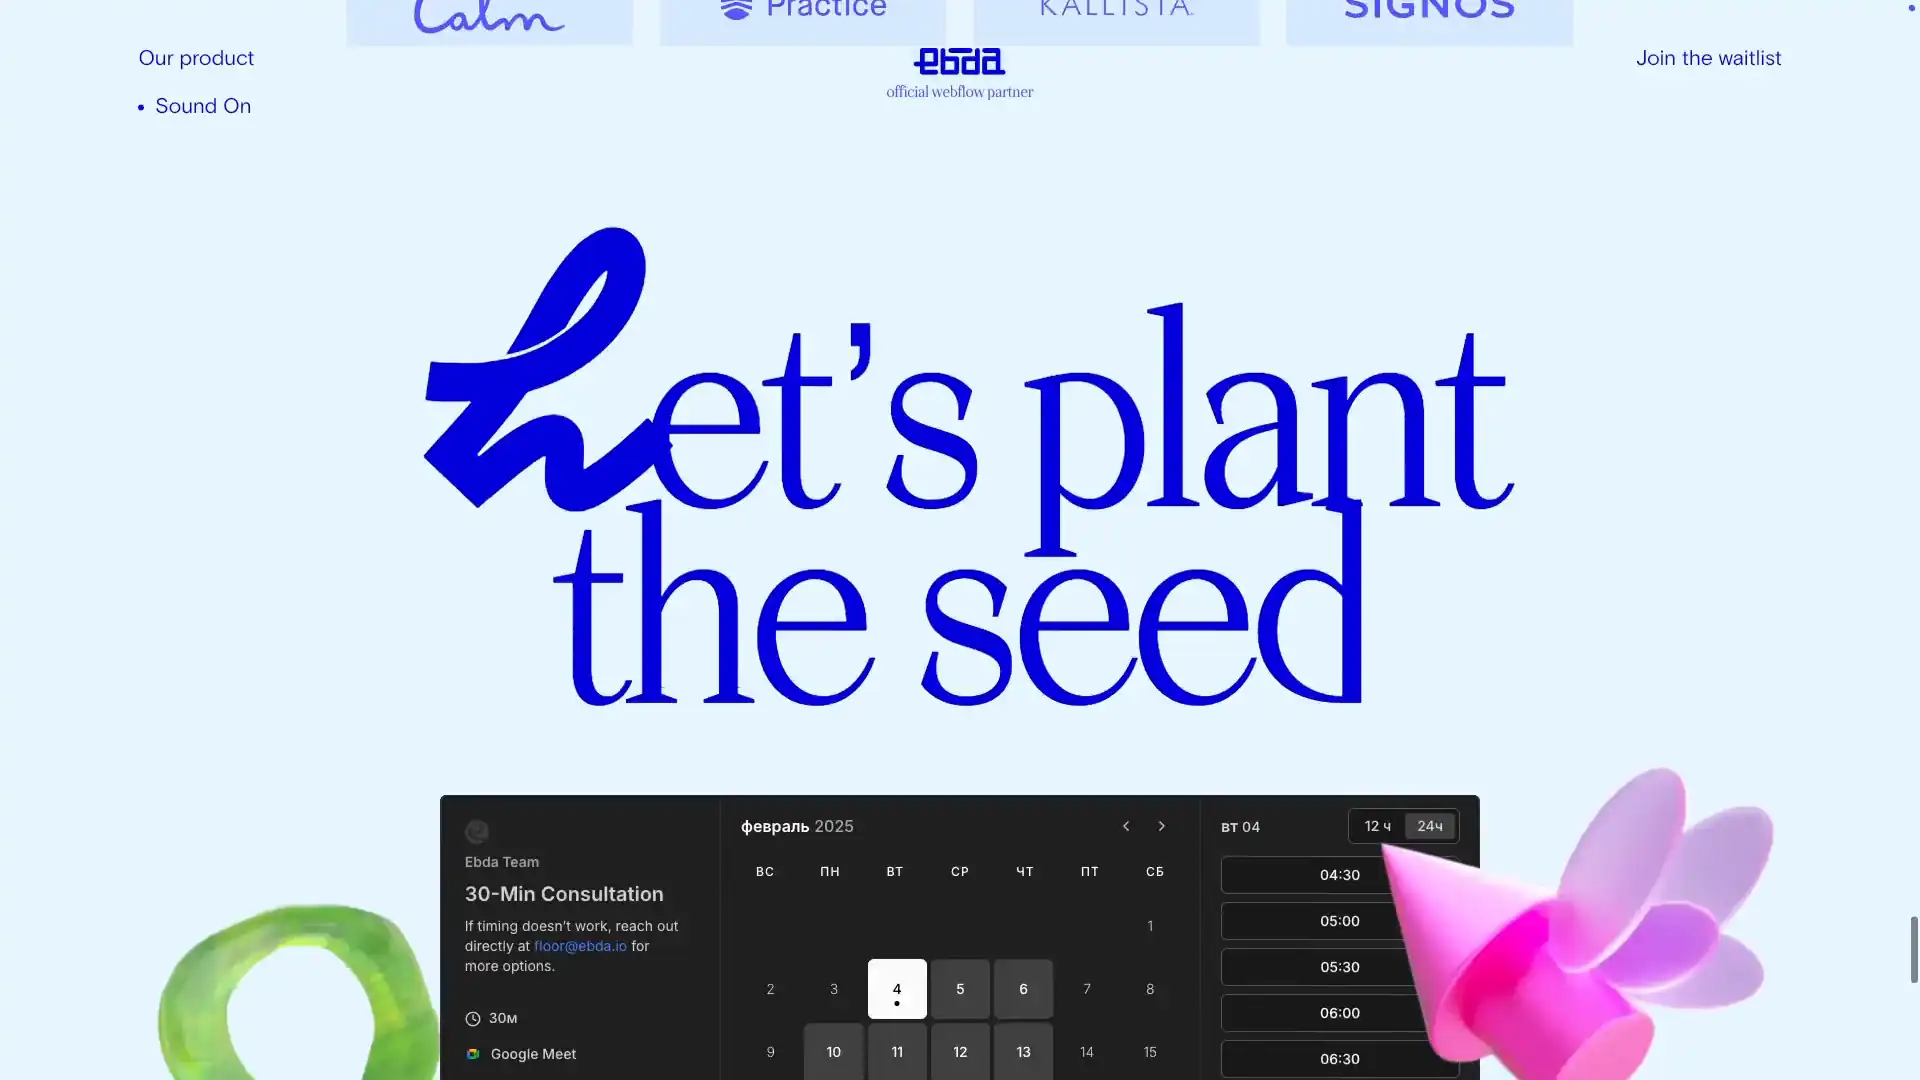 Calm
Practice
KALLISTA
SIGNOS
Our product
ebda
official webflow partner
Join the waitlist
• Sound On
Let’s plant
the seed
Ebda Team
30-Min Consultation
If timing doesn’t work, reach out
directly at floor@ebda.io for
more options.
30м
Google Meet
февраль 2025
ВС ПН ВТ СР ЧТ ПТ СБ
1
2 3 4 5 6 7 8
9 10 11 12 13 14 15
вт 04
12 ч 24ч
04:30
05:00
05:30
06:00
06:30